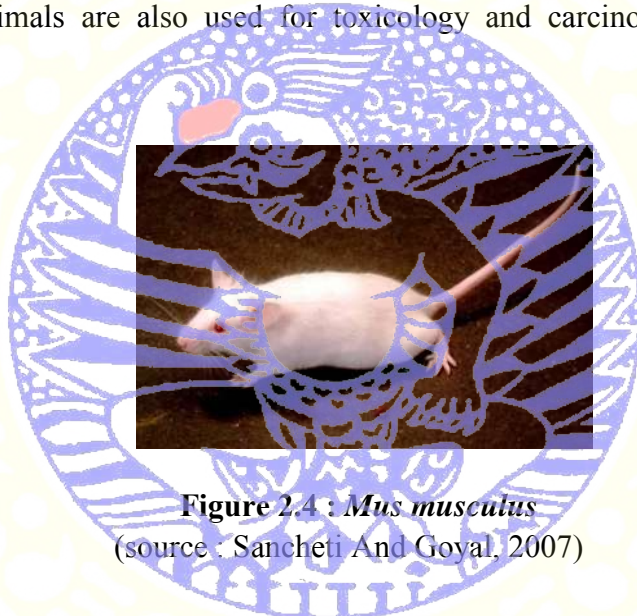 imals are also used for toxicology and carcino
Figure 2.4 : Mus musculus
(source : Sancheti And Goyal, 2007)